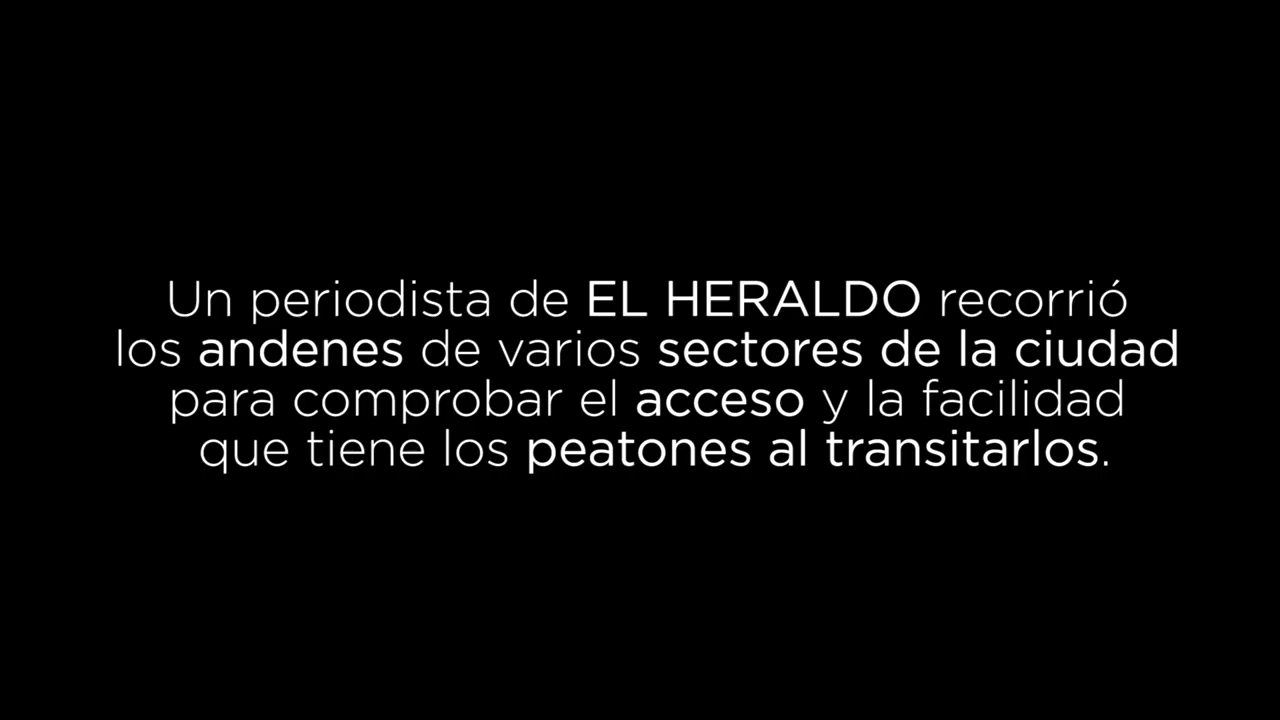 Un periodista de EL HERALDO recorrió
los andenes de varios sectores de la ciudad
para comprobar el acceso y la facilidad
que tiene los peatones al transitarlos.